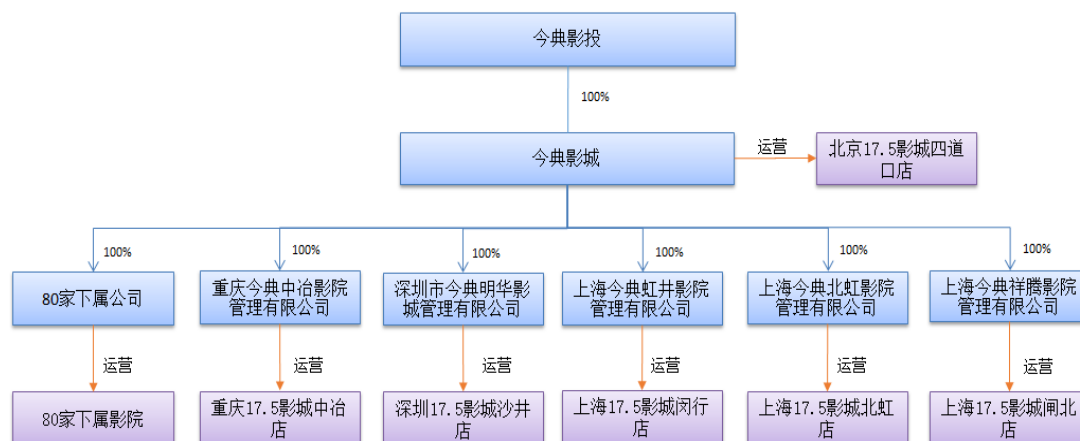 今典影投
100%
今典影城
运营
北京17.5影城四道
口店
100%
100%
100%
100%
100%
100%
80家下属公司
重庆今典中冶影院
管理有限公司
深圳市今典明华影
城管理有限公司
上海今典虹井影院
管理有限公司
上海今典北虹影院
管理有限公司
上海今典祥腾影院
管理有限公司
运营
运营
运营
运营
运营
运营
80家下属影院
重庆17.5影城中冶
店
深圳17.5影城沙井
店
上海17.5影城闵行
店
上海17.5影城北虹
店
上海17.5影城闸北
店